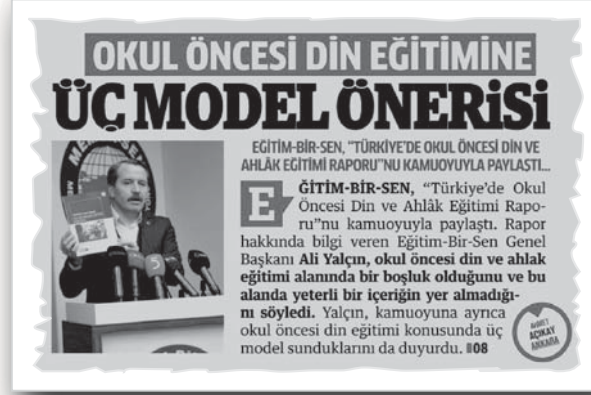 OKUL ÖNCESİ DİN EĞİTİMİNE
ÜÇ MODEL ÖNERİSİ
EĞİTİM-BİR-SEN, "TÜRKİYE'DE OKUL ÖNCESİ DİN VE
AHLÂK EĞİTİMİ RAPORU"NU KAMUOYUYLA PAYLAŞTI...
EĞİTİM-BİR-SEN, “Türkiye’de Okul
Öncesi Din ve Ahlâk Eğitimi Rapo-
ru”nu kamuoyuyla paylaştı. Rapor
hakkında bilgi veren Eğitim-Bir-Sen Genel
Başkanı Ali Yalçın, okul öncesi din ve ahlak
eğitimi alanında bir boşluk olduğunu ve bu
alanda yeterli bir içeriğin yer almadığı-
nı söyledi. Yalçın, kamuoyuna ayrıca
okul öncesi din eğitimi konusunda üç
model sunduklarını da duyurdu. 08
AHMET
AÇIKAY
ANKARA